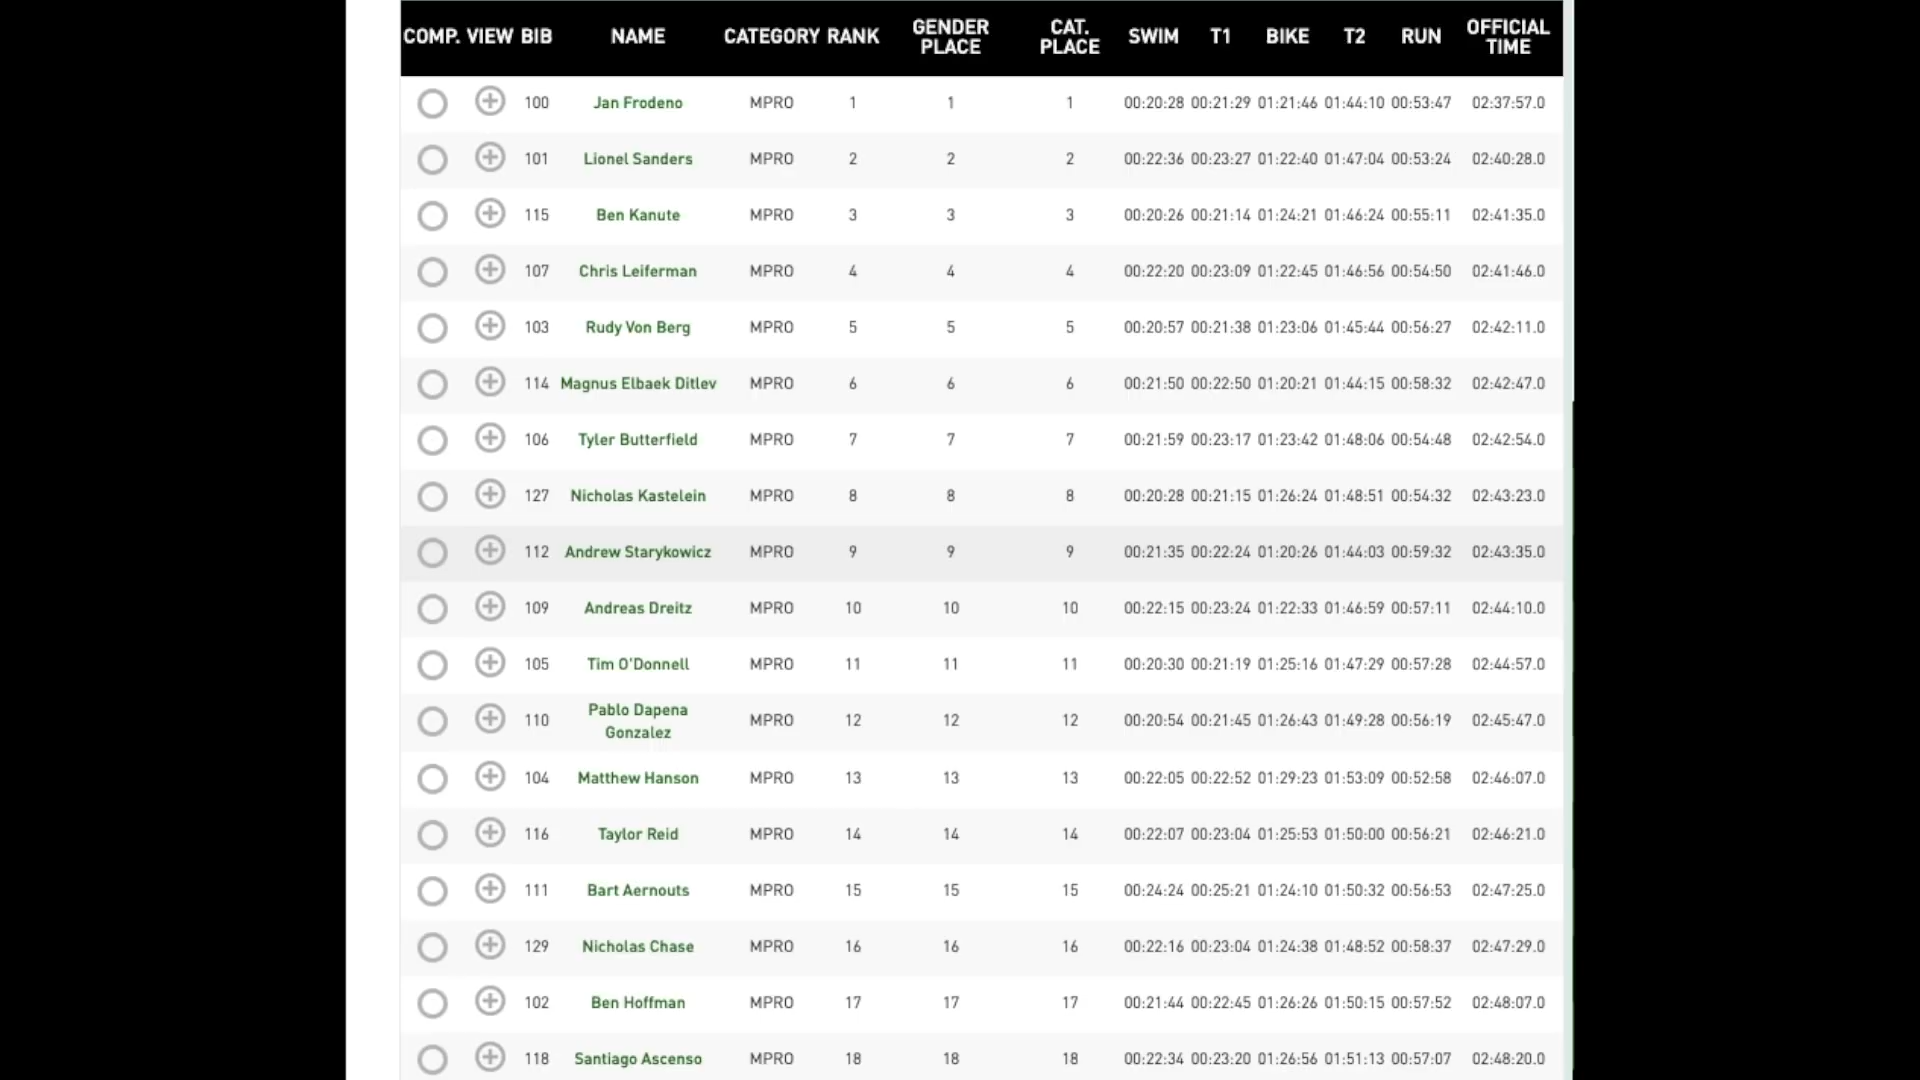 COMP. VIEW BIB NAME CATEGORY RANK GENDER PLACE CAT. PLACE SWIM T1 BIKE T2 RUN OFFICIAL TIME
100 Jan Frodeno MPRO 1 1 1 00:20:28 00:21:29 01:21:46 01:44:10 00:53:47 02:37:57.0
101 Lionel Sanders MPRO 2 2 2 00:22:36 00:23:27 01:22:40 01:47:04 00:53:24 02:40:28.0
115 Ben Kanute MPRO 3 3 3 00:20:26 00:21:14 01:24:21 01:46:24 00:55:11 02:41:35.0
107 Chris Leiferman MPRO 4 4 4 00:22:20 00:23:09 01:22:45 01:46:56 00:54:50 02:41:46.0
103 Rudy Von Berg MPRO 5 5 5 00:20:57 00:21:38 01:23:06 01:45:44 00:56:27 02:42:11.0
114 Magnus Elbaek Ditlev MPRO 6 6 6 00:21:50 00:22:50 01:20:21 01:44:15 00:58:32 02:42:47.0
106 Tyler Butterfield MPRO 7 7 7 00:21:59 00:23:17 01:23:42 01:48:06 00:54:48 02:42:54.0
127 Nicholas Kastelein MPRO 8 8 8 00:20:28 00:21:15 01:26:24 01:48:51 00:54:32 02:43:23.0
112 Andrew Starykowicz MPRO 9 9 9 00:21:35 00:22:24 01:20:26 01:44:03 00:59:32 02:43:35.0
109 Andreas Dreitz MPRO 10 10 10 00:22:15 00:23:24 01:22:33 01:46:59 00:57:11 02:44:10.0
105 Tim O'Donnell MPRO 11 11 11 00:20:30 00:21:19 01:25:16 01:47:29 00:57:28 02:44:57.0
110 Pablo Dapena Gonzalez MPRO 12 12 12 00:20:54 00:21:45 01:26:43 01:49:28 00:56:19 02:45:47.0
104 Matthew Hanson MPRO 13 13 13 00:22:05 00:22:52 01:29:23 01:53:09 00:52:58 02:46:07.0
116 Taylor Reid MPRO 14 14 14 00:22:07 00:23:04 01:25:53 01:50:00 00:56:21 02:46:21.0
111 Bart Aernouts MPRO 15 15 15 00:24:24 00:25:21 01:24:10 01:50:32 00:56:53 02:47:25.0
129 Nicholas Chase MPRO 16 16 16 00:22:16 00:23:04 01:24:38 01:48:52 00:58:37 02:47:29.0
102 Ben Hoffman MPRO 17 17 17 00:21:44 00:22:45 01:26:26 01:50:15 00:57:52 02:48:07.0
118 Santiago Ascenso MPRO 18 18 18 00:22:34 00:23:20 01:26:56 01:51:13 00:57:07 02:48:20.0